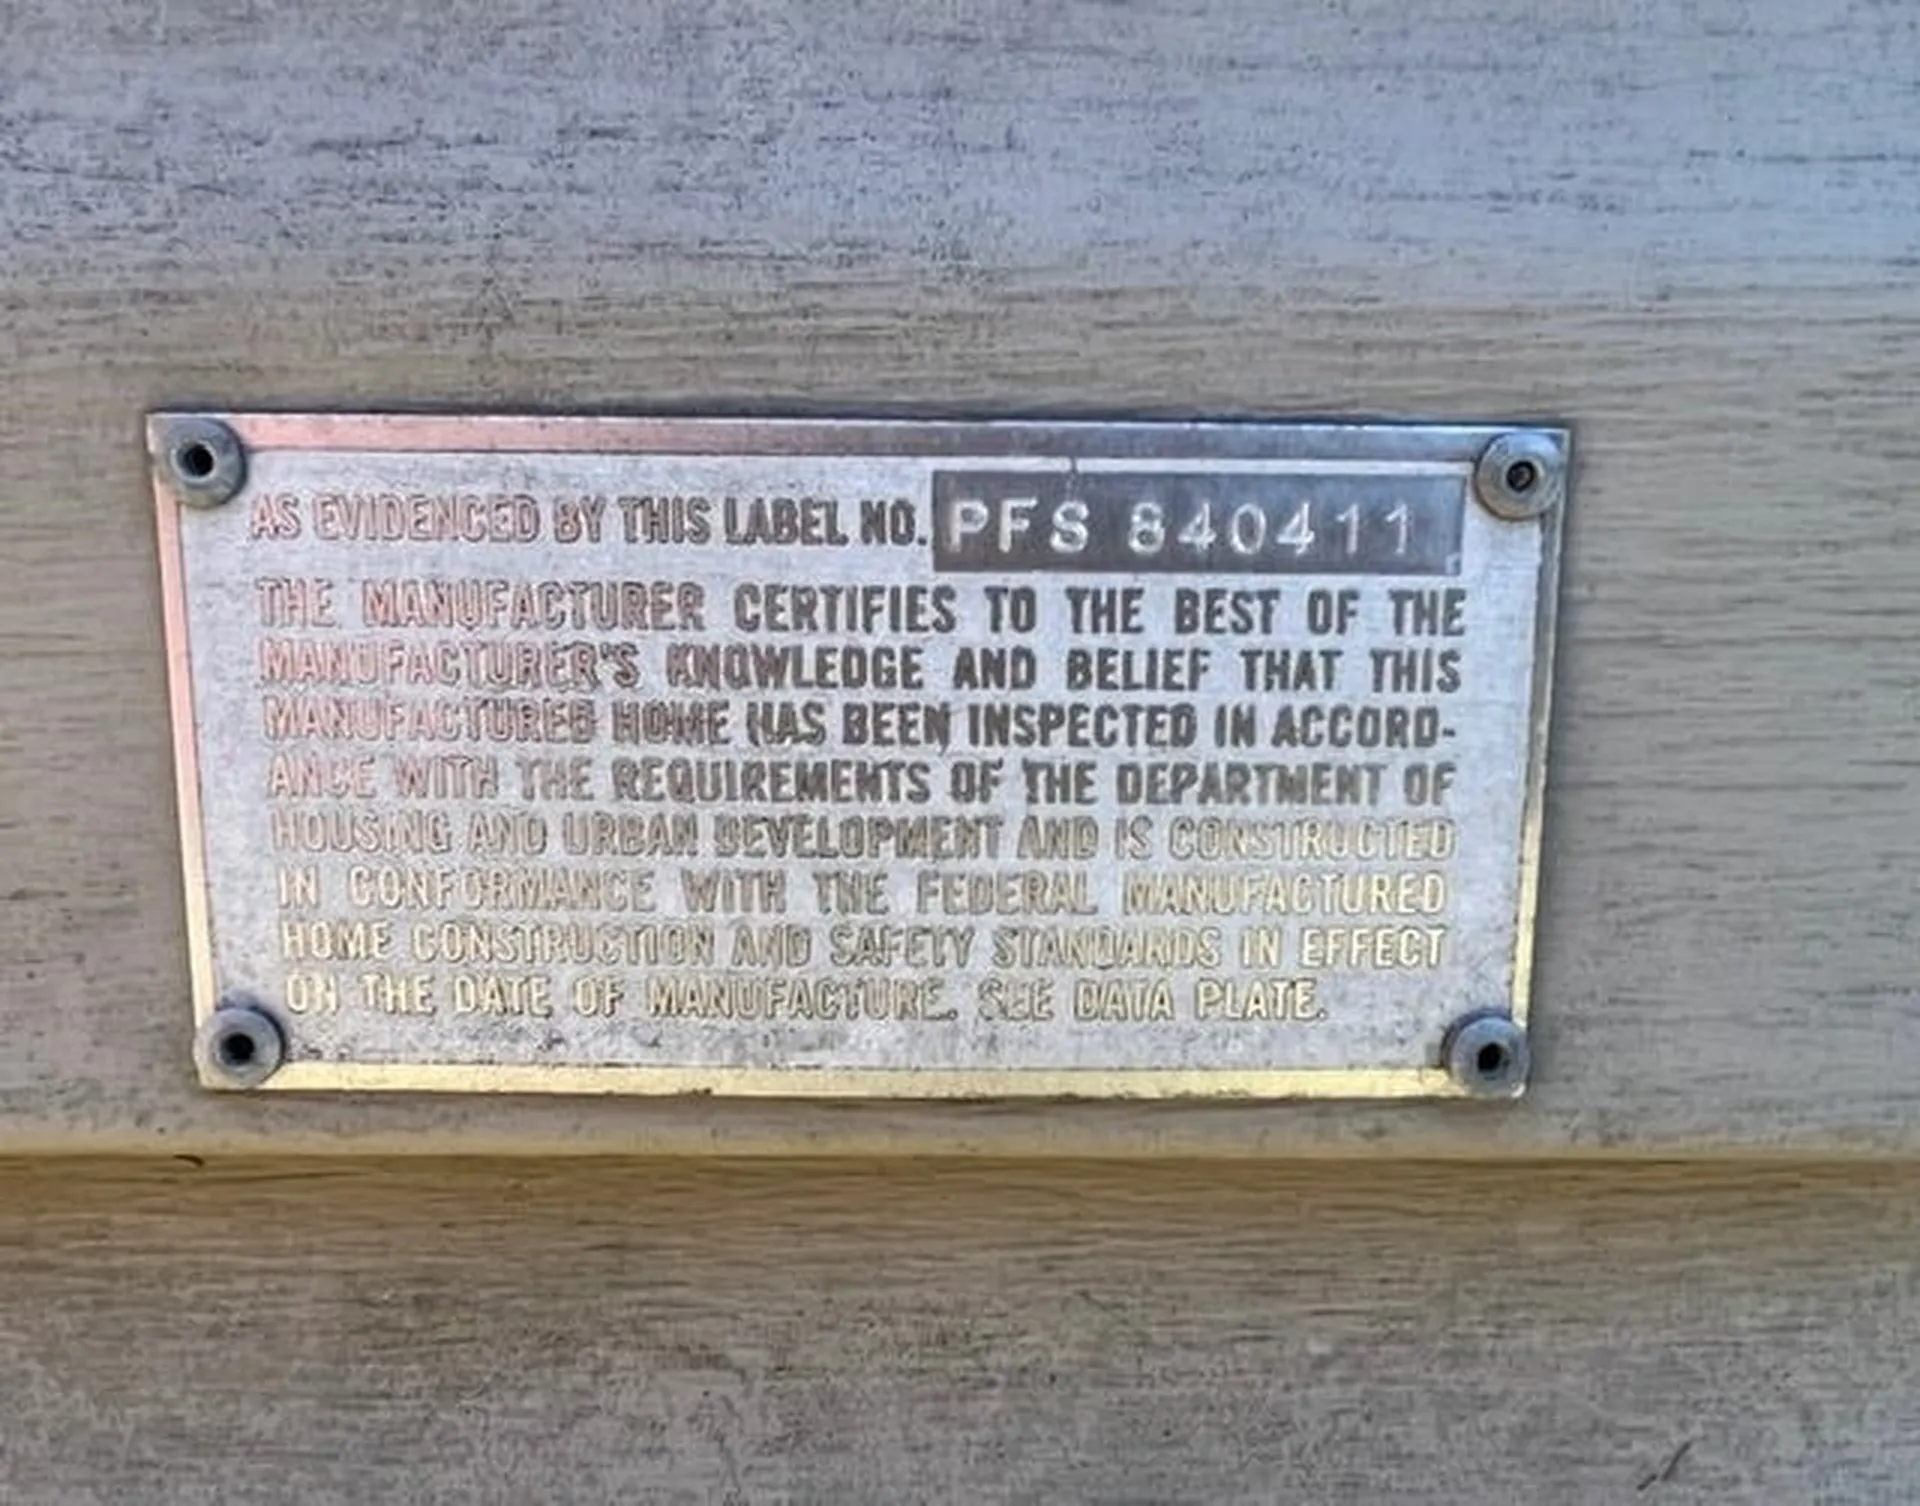 AS EVIDENCED BY THIS LABEL NO. PFS 840411
THE MANUFACTURER CERTIFIES TO THE BEST OF THE
MANUFACTURER'S KNOWLEDGE AND BELIEF THAT THIS
MANUFACTURED HOME HAS BEEN INSPECTED IN ACCORD-
ANCE WITH THE REQUIREMENTS OF THE DEPARTMENT OF
HOUSING AND URBAN DEVELOPMENT AND IS CONSTRUCTED
IN CONFORMANCE WITH THE FEDERAL MANUFACTURED
HOME CONSTRUCTION AND SAFETY STANDARDS IN EFFECT
ON THE DATE OF MANUFACTURE. SEE DATA PLATE.